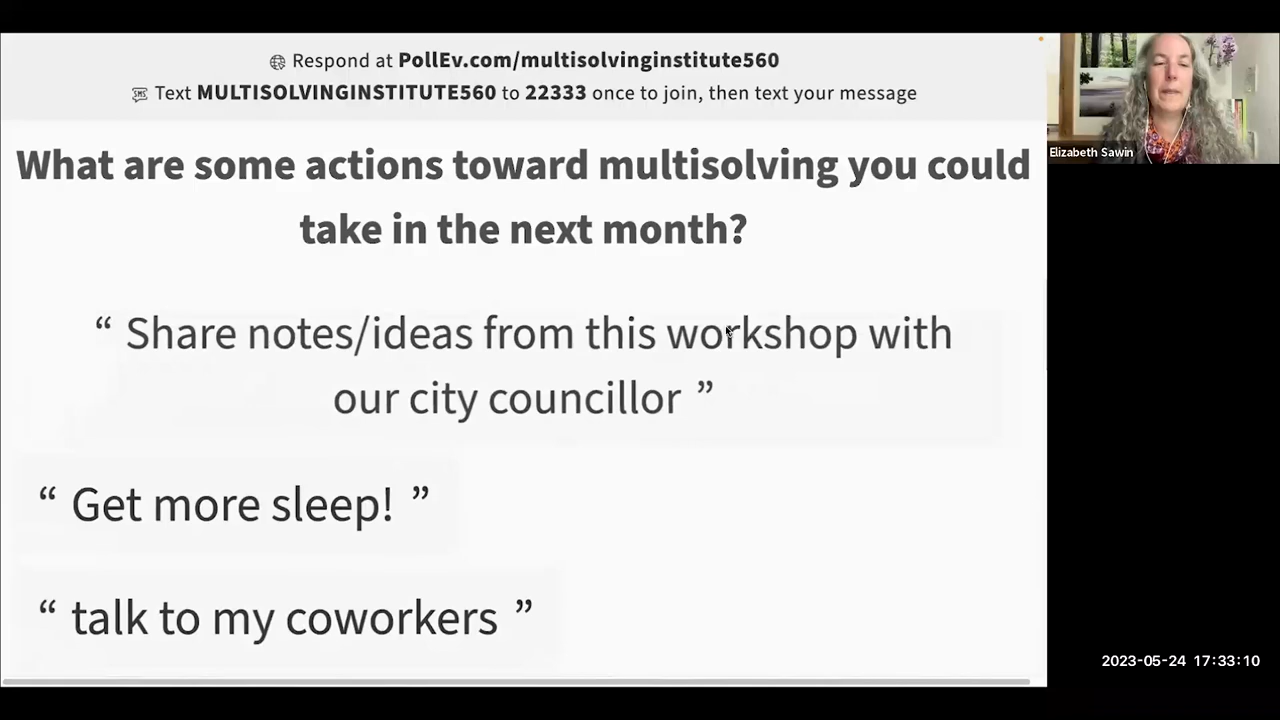 Respond at PollEv.com/multisolvinginstitute560
Text MULTISOLVINGINSTITUTE560 to 22333 once to join, then text your message
What are some actions toward multisolving you could
take in the next month?
“ Share notes/ideas from this workshop with
our city councillor ”
“ Get more sleep! ”
“ talk to my coworkers ”
Elizabeth Sawin
2023-05-24 17:33:10